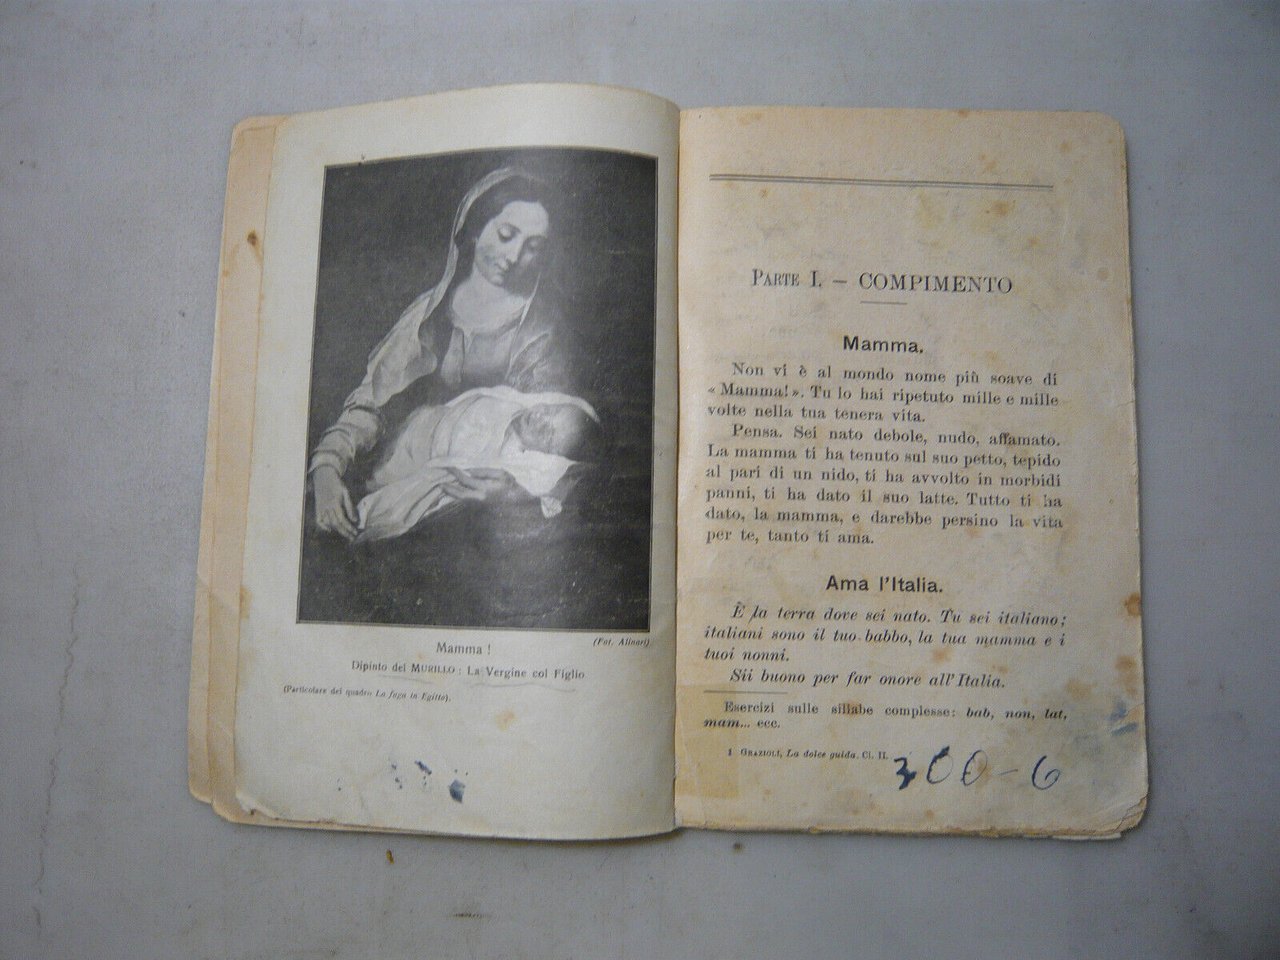 (Fot. Alinari)
Mamma !
Dipinto del MURILLO : La Vergine col Figlio
(Particolare del quadro La fuga in Egitto).
PARTE I. — COMPIMENTO
Mamma.
Non vi è al mondo nome più soave di
« Mamma! ». Tu lo hai ripetuto mille e mille
volte nella tua tenera vita.
Pensa. Sei nato debole, nudo, affamato.
La mamma ti ha tenuto sul suo petto, tepido
al pari di un nido, ti ha avvolto in morbidi
panni, ti ha dato il suo latte. Tutto ti ha
dato, la mamma, e darebbe persino la vita
per te, tanto ti ama.
Ama l'Italia.
È la terra dove sei nato. Tu sei italiano;
italiani sono il tuo babbo, la tua mamma e i
tuoi nonni.
Sii buono per far onore all'Italia.
Esercizi sulle sillabe complesse: bab, non, lat,
mam... ecc.
1 GRAZIOLI, La dolce guida. Cl. II.
300-6